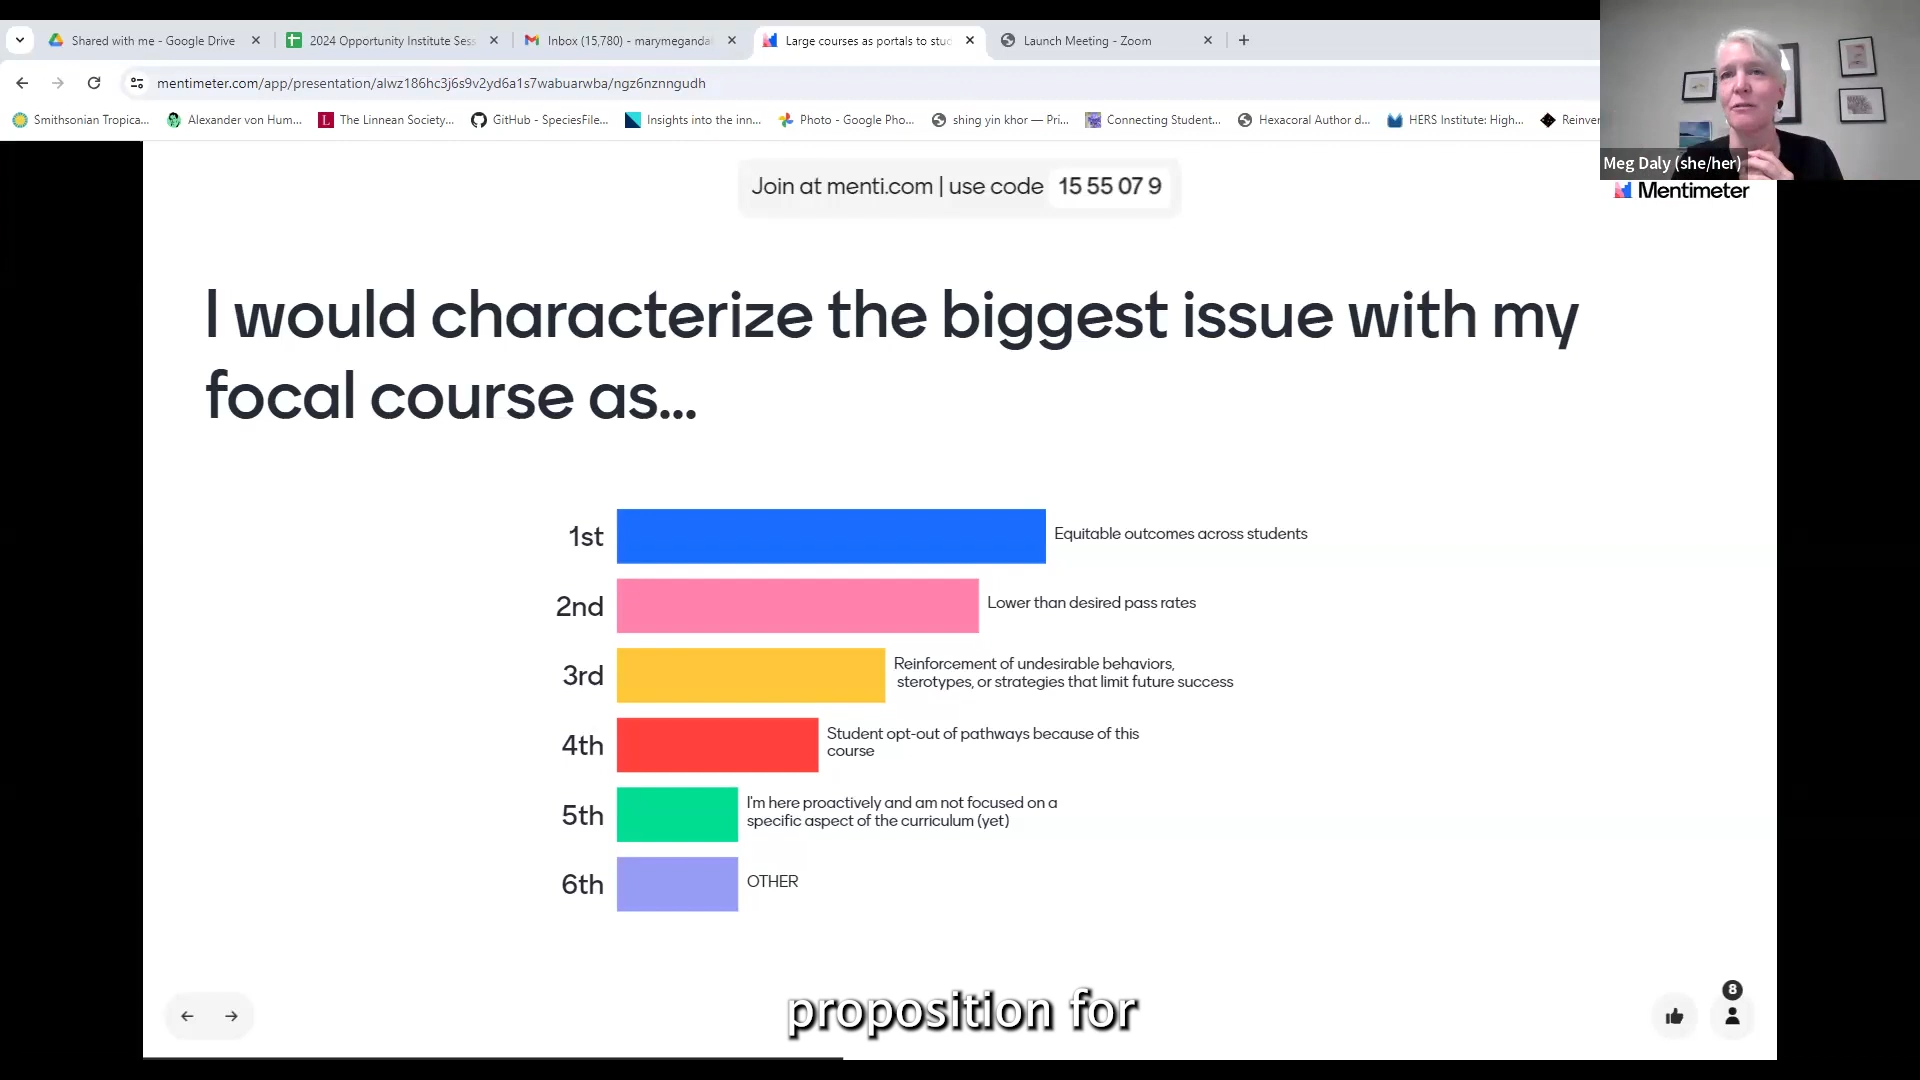 Shared with me - Google Drive
2024 Opportunity Institute Sess
Inbox (15,780) - marymeganda
Large courses as portals to stud
Launch Meeting - Zoom
mentimeter.com/app/presentation/alwz186hc3j6s9v2yd6a1s7wabuarwba/ngz6nznngudh
Smithsonian Tropica...
Alexander von Hum...
L
The Linnean Society...
GitHub - SpeciesFile...
Insights into the inn...
Photo - Google Pho...
shing yin khor — Pri...
Connecting Student...
Hexacoral Author d...
HERS Institute: High...
Reinver
Meg Daly (she/her)
Join at menti.com | use code 15 55 07 9
Mentimeter
I would characterize the biggest issue with my
focal course as...
1st
Equitable outcomes across students
2nd
Lower than desired pass rates
3rd
Reinforcement of undesirable behaviors,
sterotypes, or strategies that limit future success
4th
Student opt-out of pathways because of this
course
5th
I'm here proactively and am not focused on a
specific aspect of the curriculum (yet)
6th
OTHER
proposition for
8